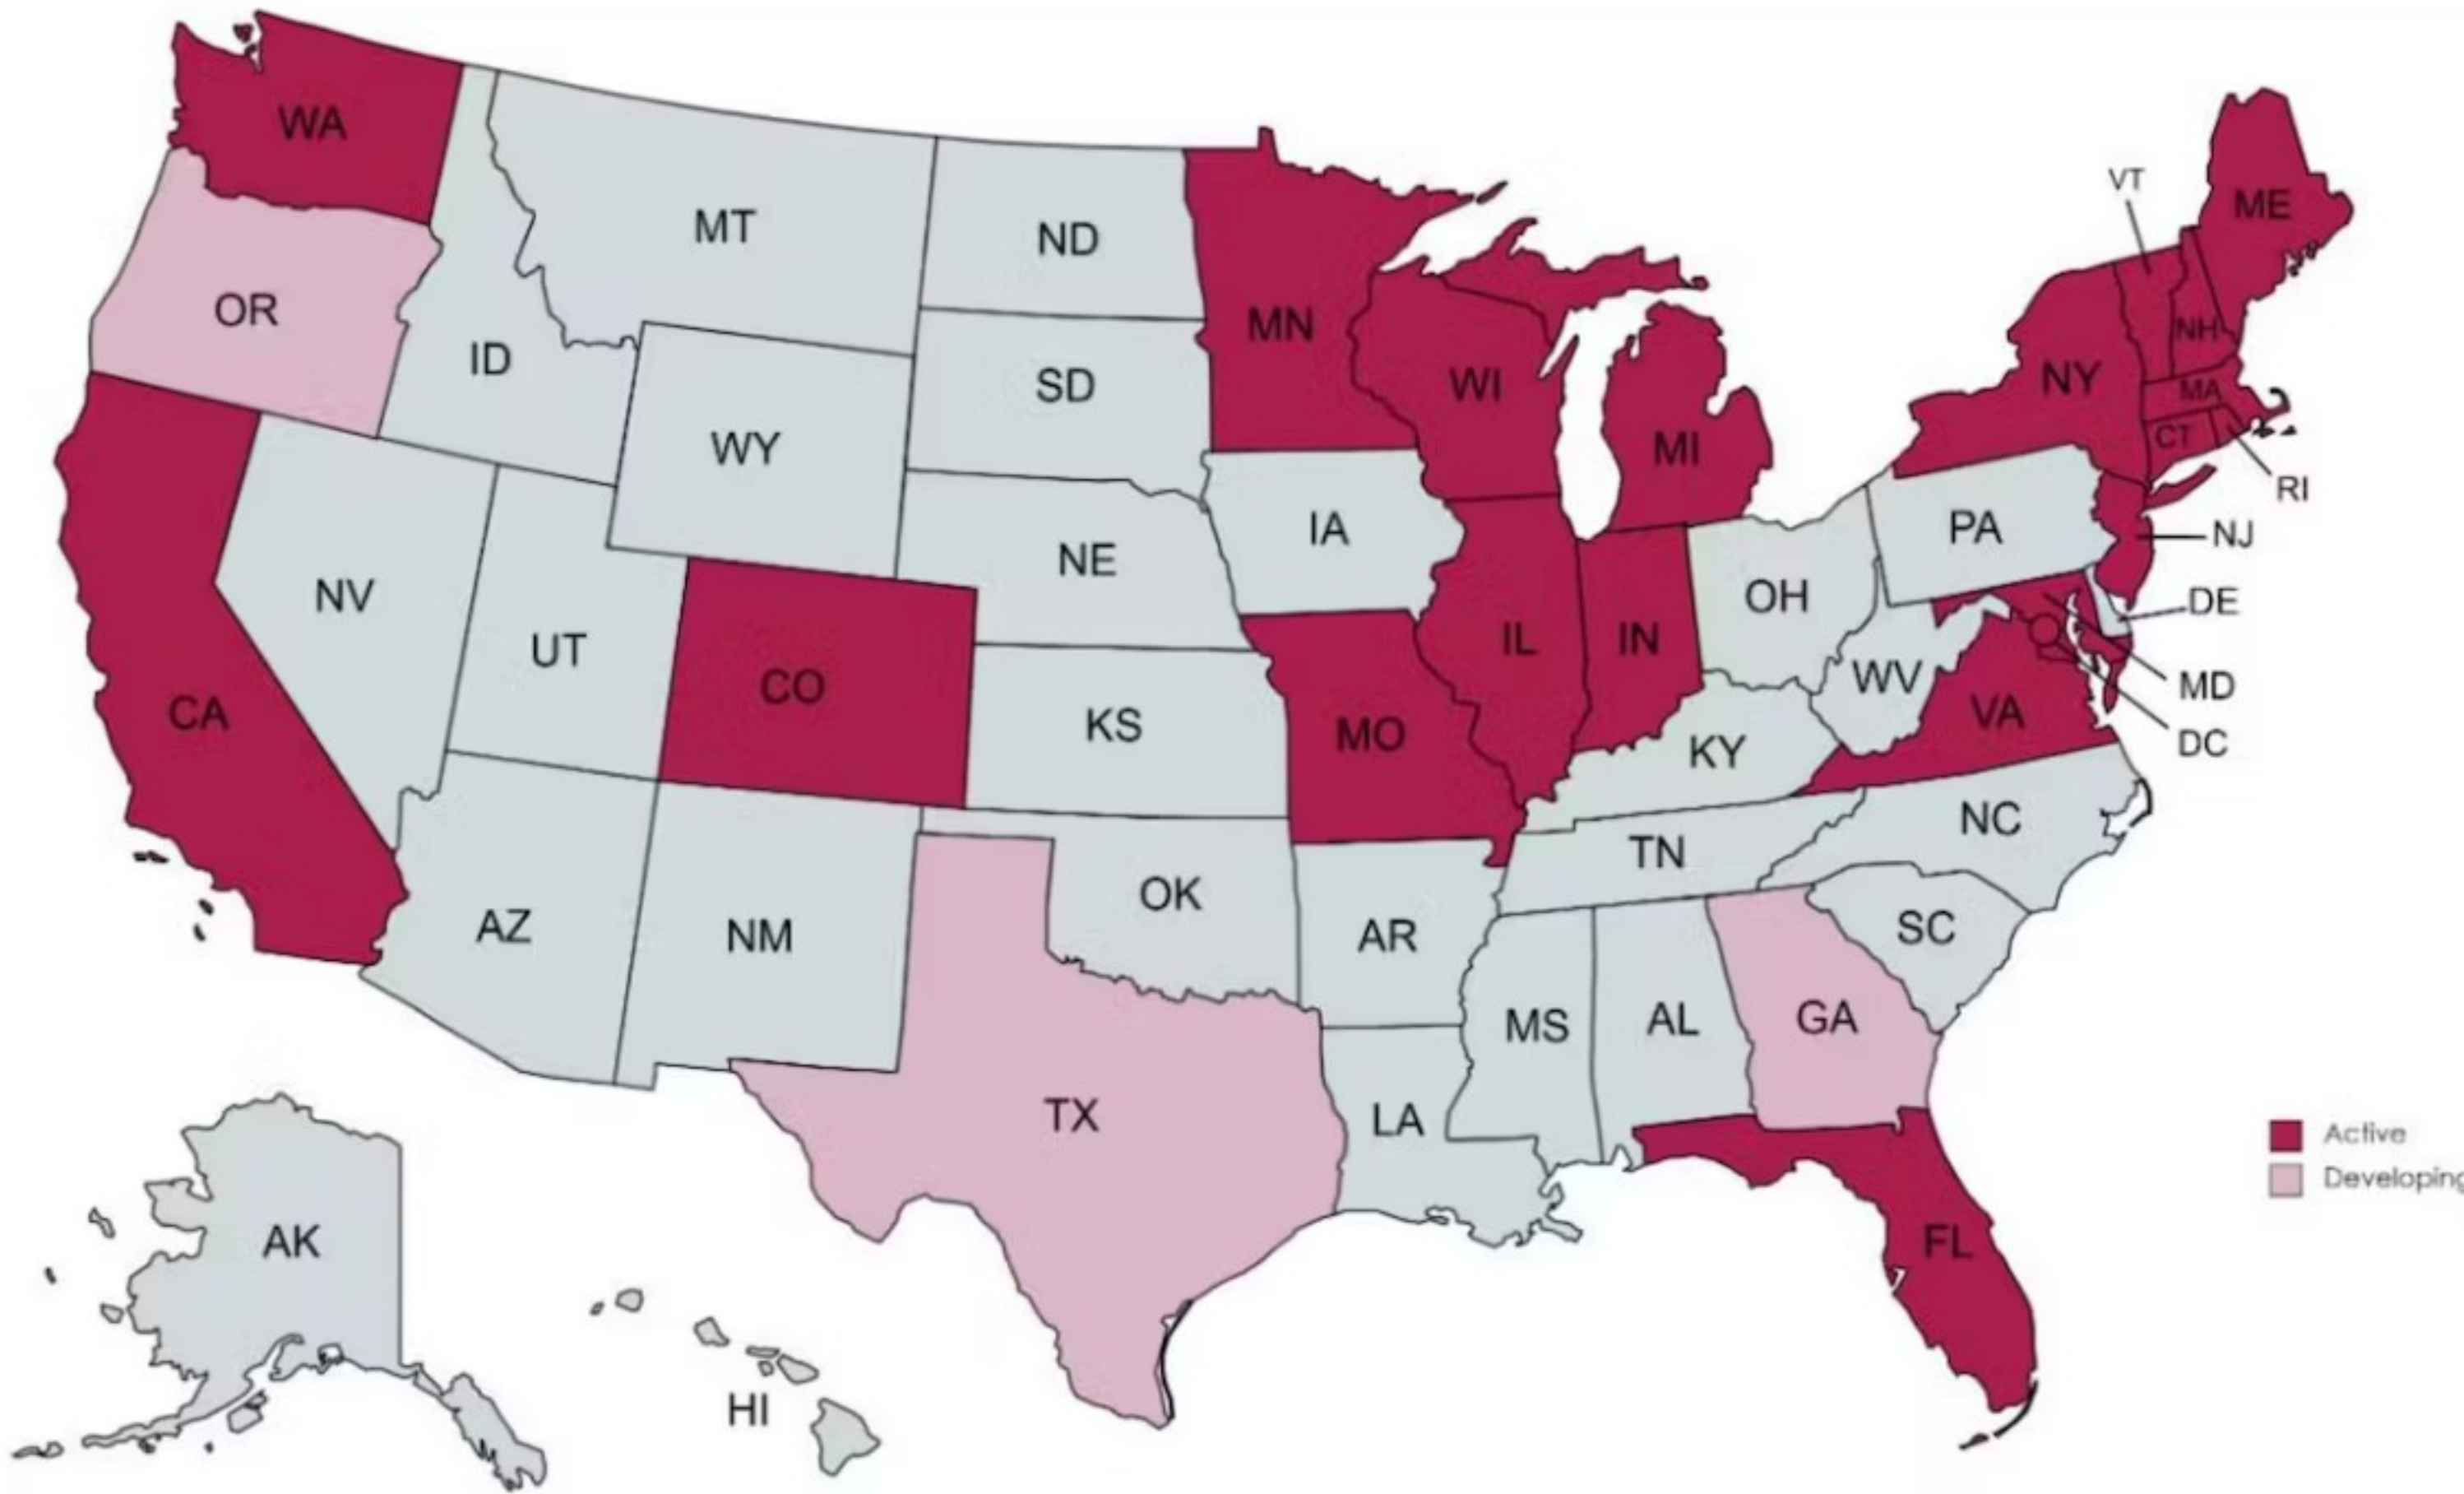 WA
VT
ME
MT
ND
OR
MN
NH
ID
SD
WI
NY
MA
WY
MI
CT
RI
IA
PA
NJ
NE
NV
OH
DE
UT
IL
IN
CO
WV
MD
CA
KS
MO
KY
VA
DC
NC
TN
OK
AZ
NM
AR
SC
MS
AL
GA
TX
LA
Active
Developing
AK
FL
HI